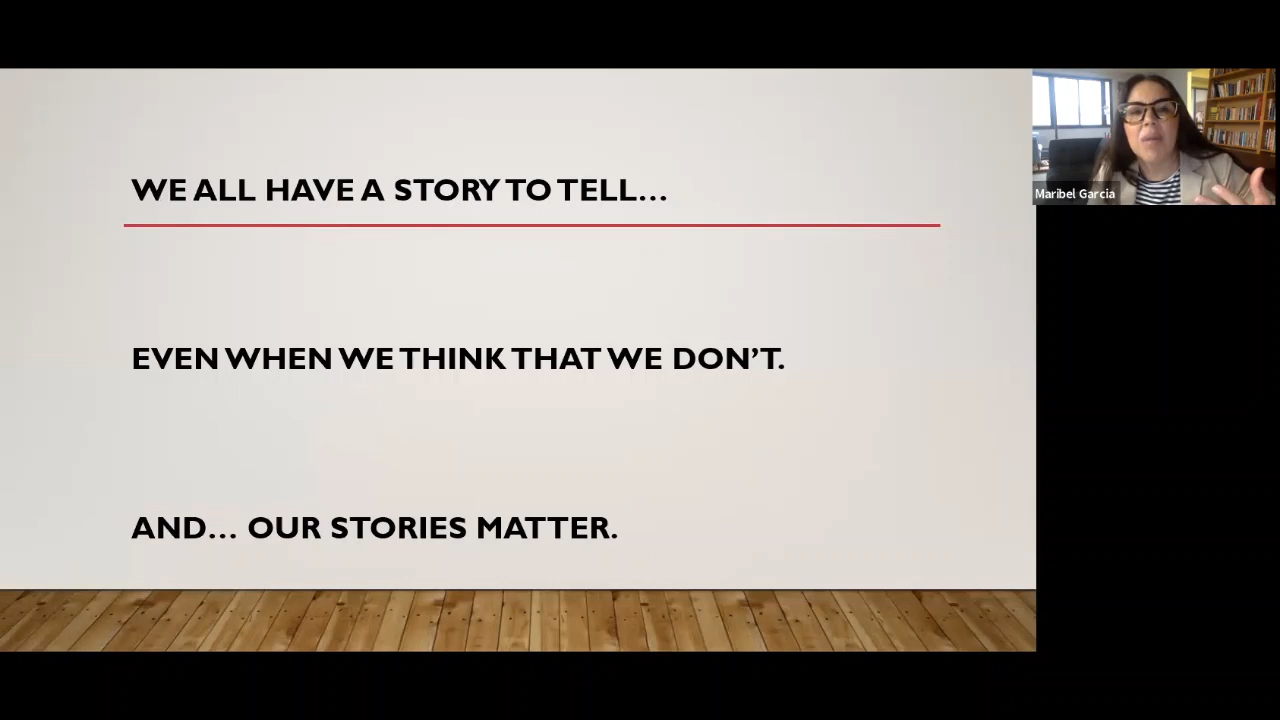 WE ALL HAVE A STORY TO TELL...
EVEN WHEN WE THINK THAT WE DON’T.
AND... OUR STORIES MATTER.
Maribel Garcia